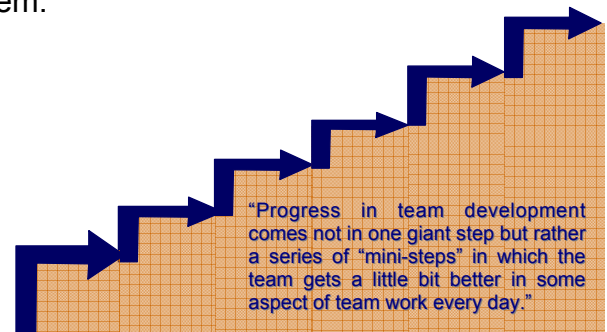 em.
“Progress in team development
comes not in one giant step but rather
a series of “mini-steps” in which the
team gets a little bit better in some
aspect of team work every day.”